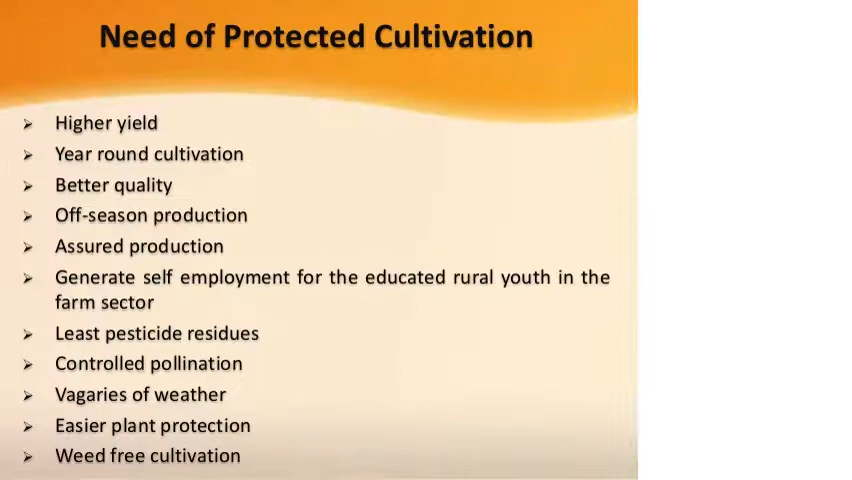 Need of Protected Cultivation
➢ Higher yield
➢ Year round cultivation
➢ Better quality
➢ Off-season production
➢ Assured production
➢ Generate self employment for the educated rural youth in the
farm sector
➢ Least pesticide residues
➢ Controlled pollination
➢ Vagaries of weather
➢ Easier plant protection
➢ Weed free cultivation